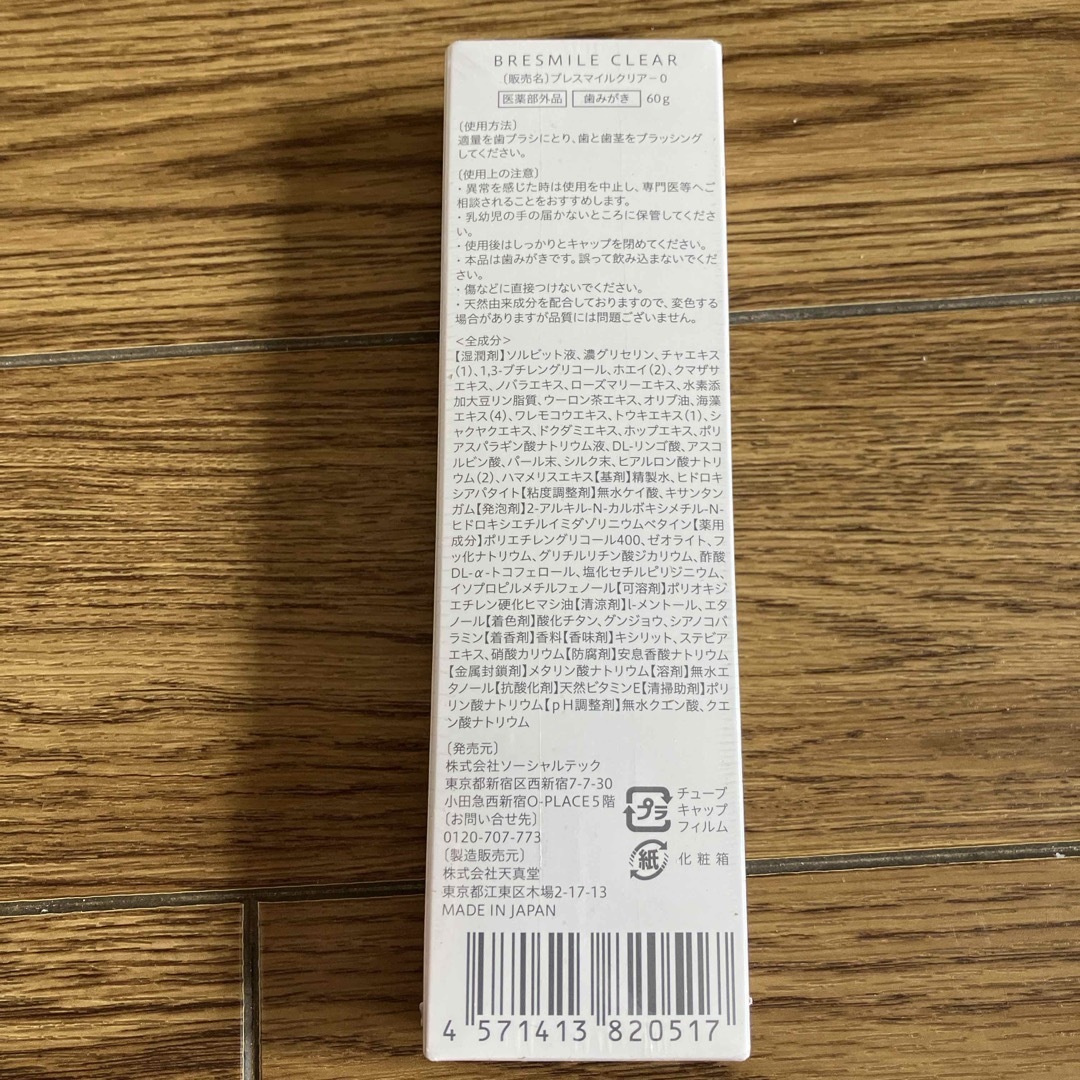 BRESMILE CLEAR
〔販売名〕ブレスマイルクリアー0
医薬部外品 歯みがき 60g
〔使用方法〕
適量を歯ブラシにとり、歯と歯茎をブラッシング
してください。
〔使用上の注意〕
・異常を感じた時は使用を中止し、専門医等へご
相談されることをおすすめします。
・乳幼児の手の届かないところに保管してくださ
い。
・使用後はしっかりとキャップを閉めてください。
・本品は歯みがきです。誤って飲み込まないでくだ
さい。
・傷などに直接つけないでください。
・天然由来成分を配合しておりますので、変色する
場合がありますが品質には問題ございません。
<全成分>
【湿潤剤】ソルビット液、濃グリセリン、チャエキス
(1)、1,3-ブチレングリコール、ホエイ(2)、クマザサ
エキス、ノバラエキス、ローズマリーエキス、水素添
加大豆リン脂質、ウーロン茶エキス、オリブ油、海藻
エキス(4)、ワレモコウエキス、トウキエキス(1)、シ
ャクヤクエキス、ドクダミエキス、ホップエキス、ポリ
アスパラギン酸ナトリウム液、DL-リンゴ酸、アスコ
ルビン酸、パール末、シルク末、ヒアルロン酸ナトリ
ウム(2)、ハマメリスエキス【基剤】精製水、ヒドロキ
シアパタイト【粘度調整剤】無水ケイ酸、キサンタン
ガム【発泡剤】2-アルキル-N-カルボキシメチル-N-
ヒドロキシエチルイミダゾリニウムベタイン【薬用
成分】ポリエチレングリコール400、ゼオライト、フ
ッ化ナトリウム、グリチルリチン酸ジカリウム、酢酸
DL-α-トコフェロール、塩化セチルピリジニウム、
イソプロピルメチルフェノール【可溶剤】ポリオキシ
エチレン硬化ヒマシ油【清涼剤】l-メントール、エタ
ノール【着色剤】酸化チタン、グンジョウ、シアノコバ
ラミン【着香剤】香料【香味剤】キシリット、ステビア
エキス、硝酸カリウム【防腐剤】安息香酸ナトリウム
【金属封鎖剤】メタリン酸ナトリウム【溶剤】無水エ
タノール【抗酸化剤】天然ビタミンE【清掃助剤】ポリ
リン酸ナトリウム【pH調整剤】無水クエン酸、クエ
ン酸ナトリウム
〔発売元〕
株式会社ソーシャルテック
東京都新宿区西新宿7-7-30
小田急西新宿O-PLACE5階
〔お問い合せ先〕
0120-707-773
〔製造販売元〕
株式会社天真堂
東京都江東区木場2-17-13
MADE IN JAPAN
プラ
チューブ
キャップ
フィルム
紙
化粧箱
4 571413 820517